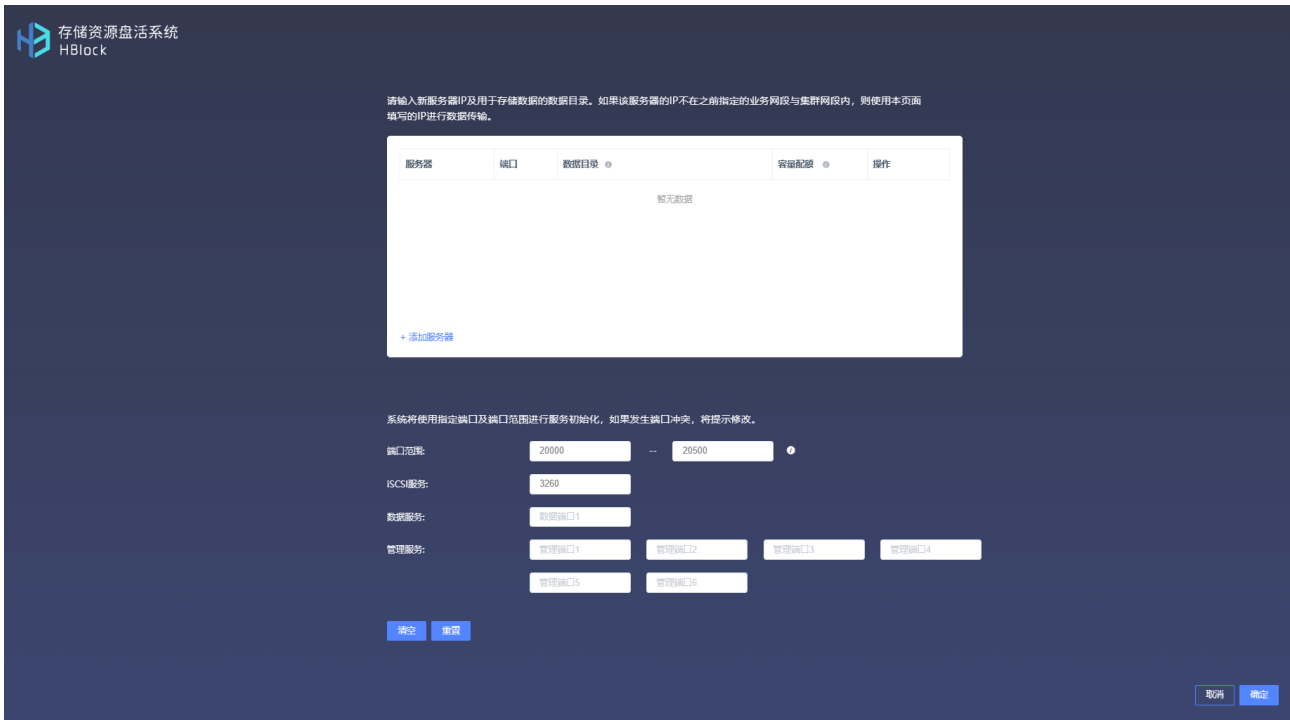 存储资源盘活系统
HBlock
请输入新服务器IP及用于存储数据的数据目录。如果该服务器的IP不在之前指定的业务网段与集群网段内，则使用本页面
填写的IP进行数据传输。
服务器 端口 数据目录 容量配额 操作
暂无数据
+ 添加服务器
系统将使用指定端口及端口范围进行服务初始化，如果发生端口冲突，将提示修改。
端口范围: 20000 -- 20500
iSCSI服务: 3260
数据服务: 数据端口1
管理服务: 管理端口1 管理端口2 管理端口3 管理端口4
管理端口5 管理端口6
清空 重置
取消 确定